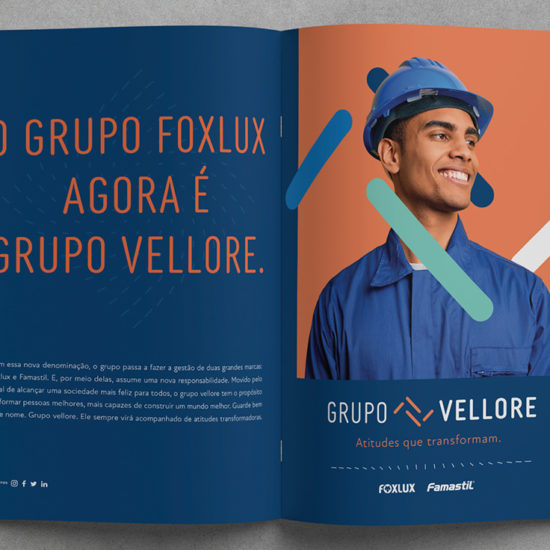 O GRUPO FOXLUX
AGORA É
GRUPO VELLORE.
m essa nova denominação, o grupo passa a fazer a gestão de duas grandes marcas:
lux e Famastil. E, por meio delas, assume uma nova responsabilidade. Movido pelo
al de alcançar uma sociedade mais feliz para todos, o grupo vellore tem o propósito
formar pessoas melhores, mais capazes de construir um mundo melhor. Guarde bem
e nome. Grupo vellore. Ele sempre virá acompanhado de atitudes transformadoras.
GRUPO VELLORE
Atitudes que transformam.
FOXLUX Famastil